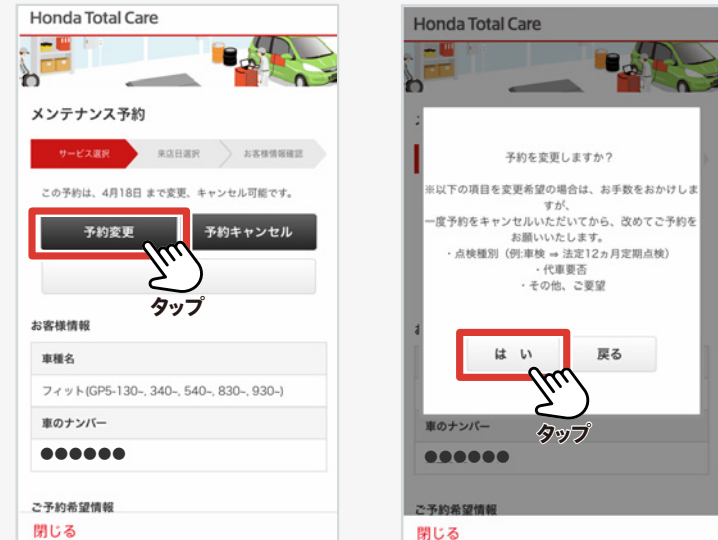 Honda Total Care
メンテナンス予約
サービス選択
来店日選択
お客様情報確認
この予約は、4月18日 まで変更、キャンセル可能です。
予約変更
予約キャンセル
タップ
お客様情報
車種名
フィット(GP5-130~, 340~, 540~, 830~, 930~)
車のナンバー
●●●●●●
ご予約希望情報
閉じる
Honda Total Care
予約を変更しますか？
※以下の項目を変更希望の場合は、お手数をおかけしま
すが、
一度予約をキャンセルいただいてから、改めてご予約を
お願いいたします。
・点検種別（例:車検 ⇒ 法定12ヵ月定期点検）
・代車要否
・その他、ご要望
は い
戻る
タップ
車のナンバー
●●●●●●
ご予約希望情報
閉じる